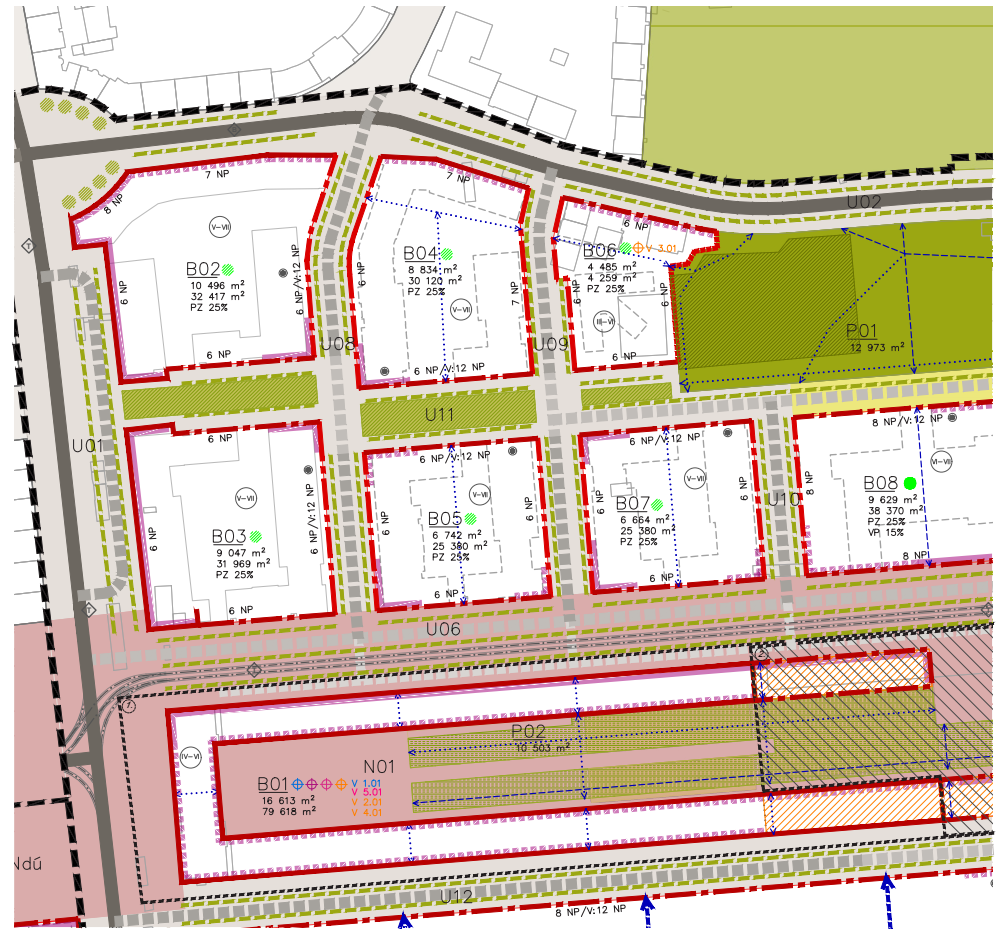 U02
7 NP
7 NP
8 NP
6 NP
V-VII
B02
10 496 m²
32 417 m²
PZ 25%
6 NP
6 NP/V:12 NP
6 NP
6 NP
B04
8 834 m²
30 120 m²
PZ 25%
V-VII
7 NP
6 NP/V:12 NP
B06
V 3.01
4 485 m²
4 259 m²
PZ 25%
III-VI
6 NP
6 NP
6 NP
P01
12 973 m²
U08
U09
U11
U01
U10
6 NP
V-VII
6 NP
6 NP/V:12 NP
B03
9 047 m²
31 969 m²
PZ 25%
6 NP
6 NP/V:12 NP
V-VII
6 NP
B05
6 742 m²
25 380 m²
PZ 25%
6 NP
6 NP
6 NP/V:12 NP
V-VII
6 NP
B07
6 664 m²
25 380 m²
PZ 25%
6 NP
6 NP
8 NP/V:12 NP
VI-VII
8 NP
B08
9 629 m²
38 370 m²
PZ 25%
VP 15%
8 NP
U06
IV-VI
P02
10 503 m²
N01
B01
V 1.01
V 5.01
V 2.01
V 4.01
16 613 m²
79 618 m²
Ndú
U12
8 NP/V:12 NP